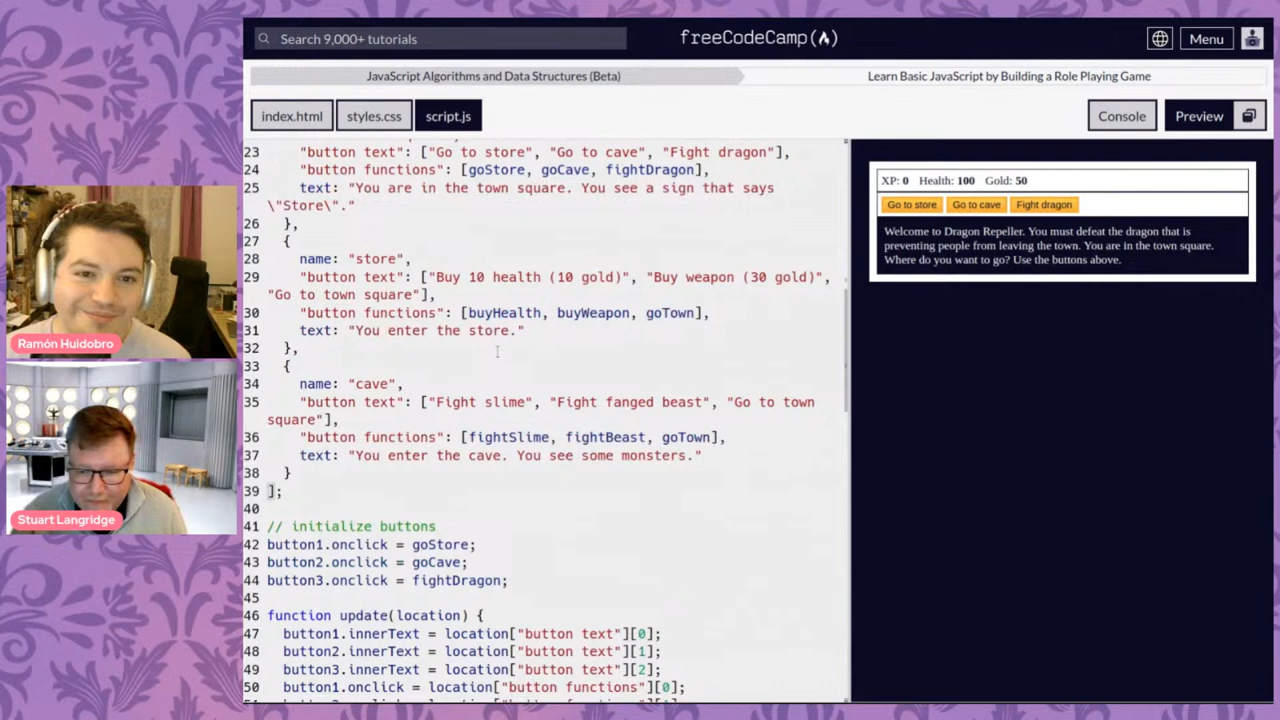 Search 9,000+ tutorials
freeCodeCamp
Menu
JavaScript Algorithms and Data Structures (Beta)
Learn Basic JavaScript by Building a Role Playing Game
index.html
styles.css
script.js
Console
Preview
23 "button text": ["Go to store", "Go to cave", "Fight dragon"],
24 "button functions": [goStore, goCave, fightDragon],
25 text: "You are in the town square. You see a sign that says
\"Store\"."
26 },
27 {
28 name: "store",
29 "button text": ["Buy 10 health (10 gold)", "Buy weapon (30 gold)",
"Go to town square"],
30 "button functions": [buyHealth, buyWeapon, goTown],
31 text: "You enter the store."
32 },
33 {
34 name: "cave",
35 "button text": ["Fight slime", "Fight fanged beast", "Go to town
square"],
36 "button functions": [fightSlime, fightBeast, goTown],
37 text: "You enter the cave. You see some monsters."
38 }
39 ];
40
41 // initialize buttons
42 button1.onclick = goStore;
43 button2.onclick = goCave;
44 button3.onclick = fightDragon;
45
46 function update(location) {
47 button1.innerText = location["button text"][0];
48 button2.innerText = location["button text"][1];
49 button3.innerText = location["button text"][2];
50 button1.onclick = location["button functions"][0];
XP: 0 Health: 100 Gold: 50
Go to store
Go to cave
Fight dragon
Welcome to Dragon Repeller. You must defeat the dragon that is
preventing people from leaving the town. You are in the town square.
Where do you want to go? Use the buttons above.
Ramón Huidobro
Stuart Langridge